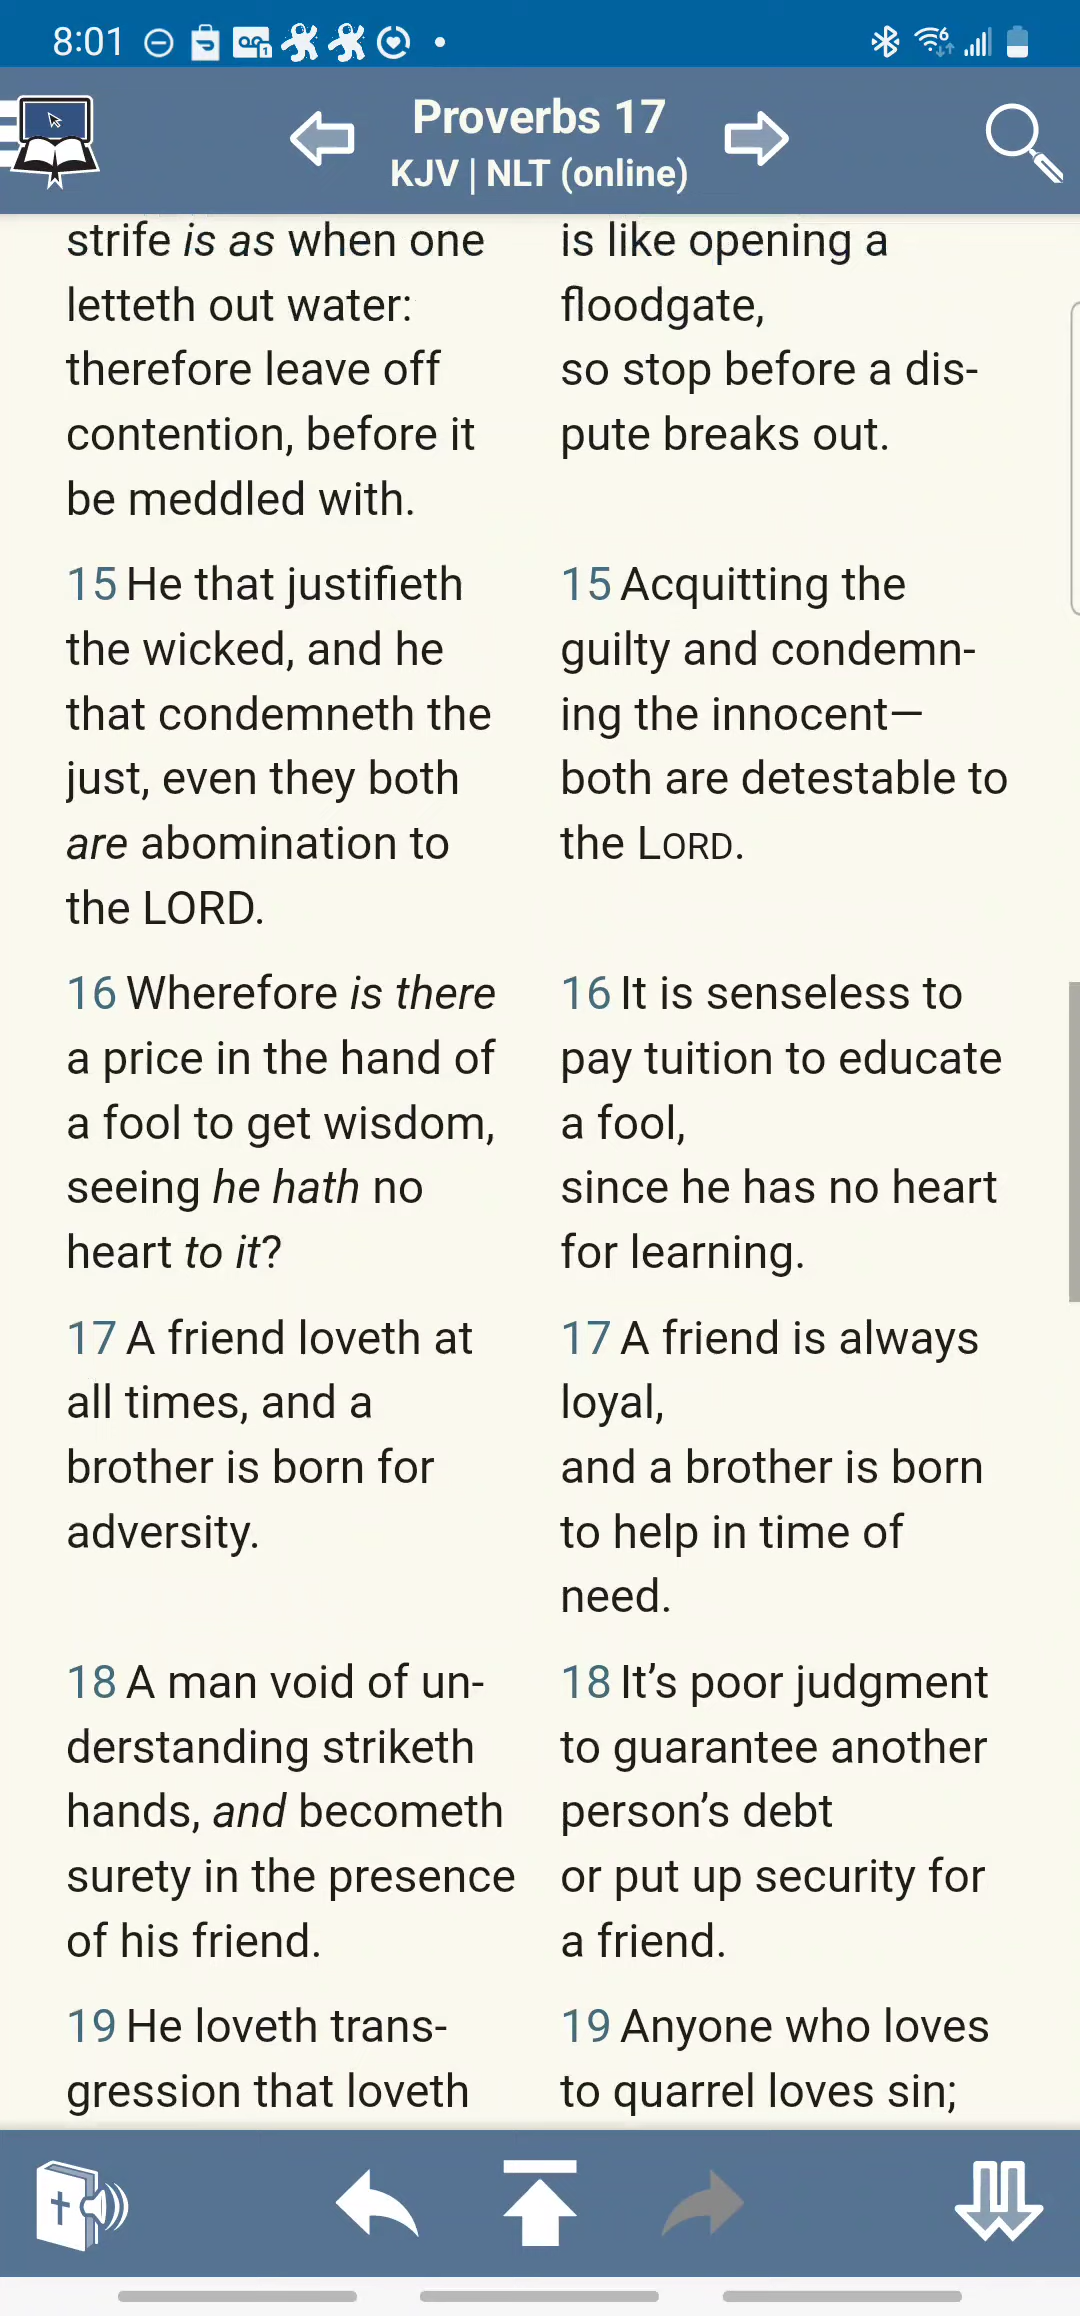 8:01
Proverbs 17
KJV | NLT (online)
strife is as when one
letteth out water:
therefore leave off
contention, before it
be meddled with.
15 He that justifieth
the wicked, and he
that condemneth the
just, even they both
are abomination to
the LORD.
16 Wherefore is there
a price in the hand of
a fool to get wisdom,
seeing he hath no
heart to it?
17 A friend loveth at
all times, and a
brother is born for
adversity.
18 A man void of un-
derstanding striketh
hands, and becometh
surety in the presence
of his friend.
19 He loveth trans-
gression that loveth
is like opening a
floodgate,
so stop before a dis-
pute breaks out.
15 Acquitting the
guilty and condemn-
ing the innocent—
both are detestable to
the LORD.
16 It is senseless to
pay tuition to educate
a fool,
since he has no heart
for learning.
17 A friend is always
loyal,
and a brother is born
to help in time of
need.
18 It’s poor judgment
to guarantee another
person’s debt
or put up security for
a friend.
19 Anyone who loves
to quarrel loves sin;